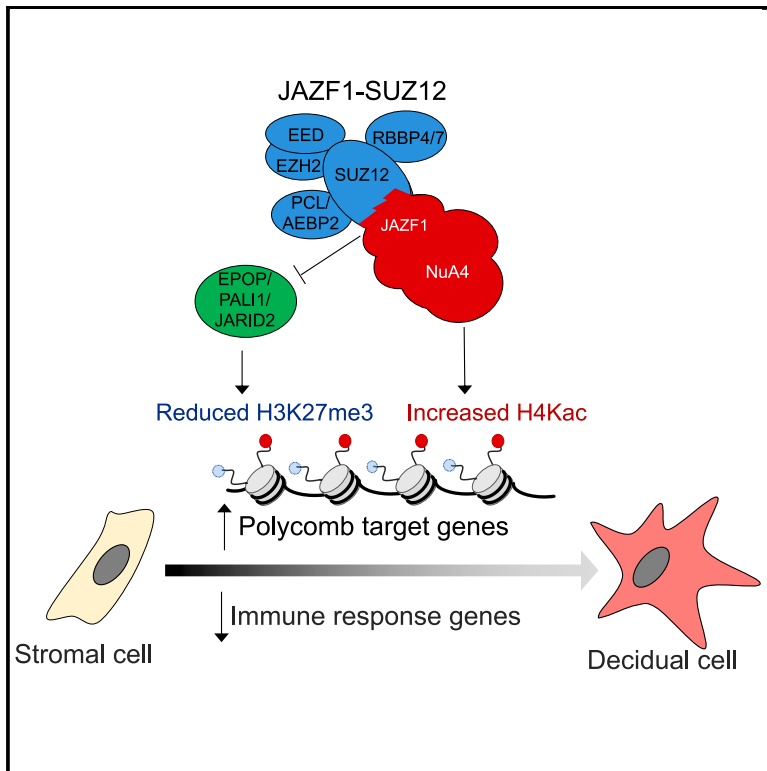 JAZF1-SUZ12
EED
EZH2
RBBP4/7
SUZ12
PCL/
AEBP2
JAZF1
NuA4
EPOP/
PALI1/
JARID2
Reduced H3K27me3
Increased H4Kac
Polycomb target genes
Immune response genes
Stromal cell
Decidual cell